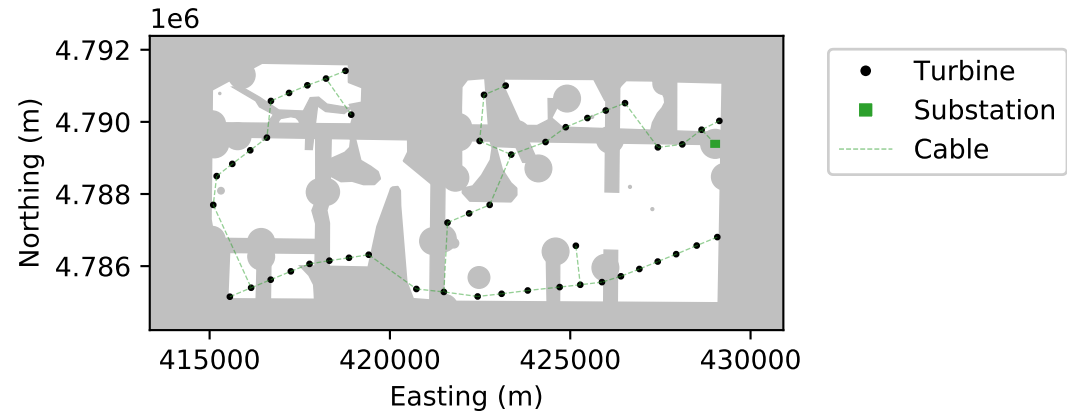 1e6
4.792
4.790
4.788
4.786
Northing (m)
415000 420000 425000 430000
Easting (m)
Turbine
Substation
Cable